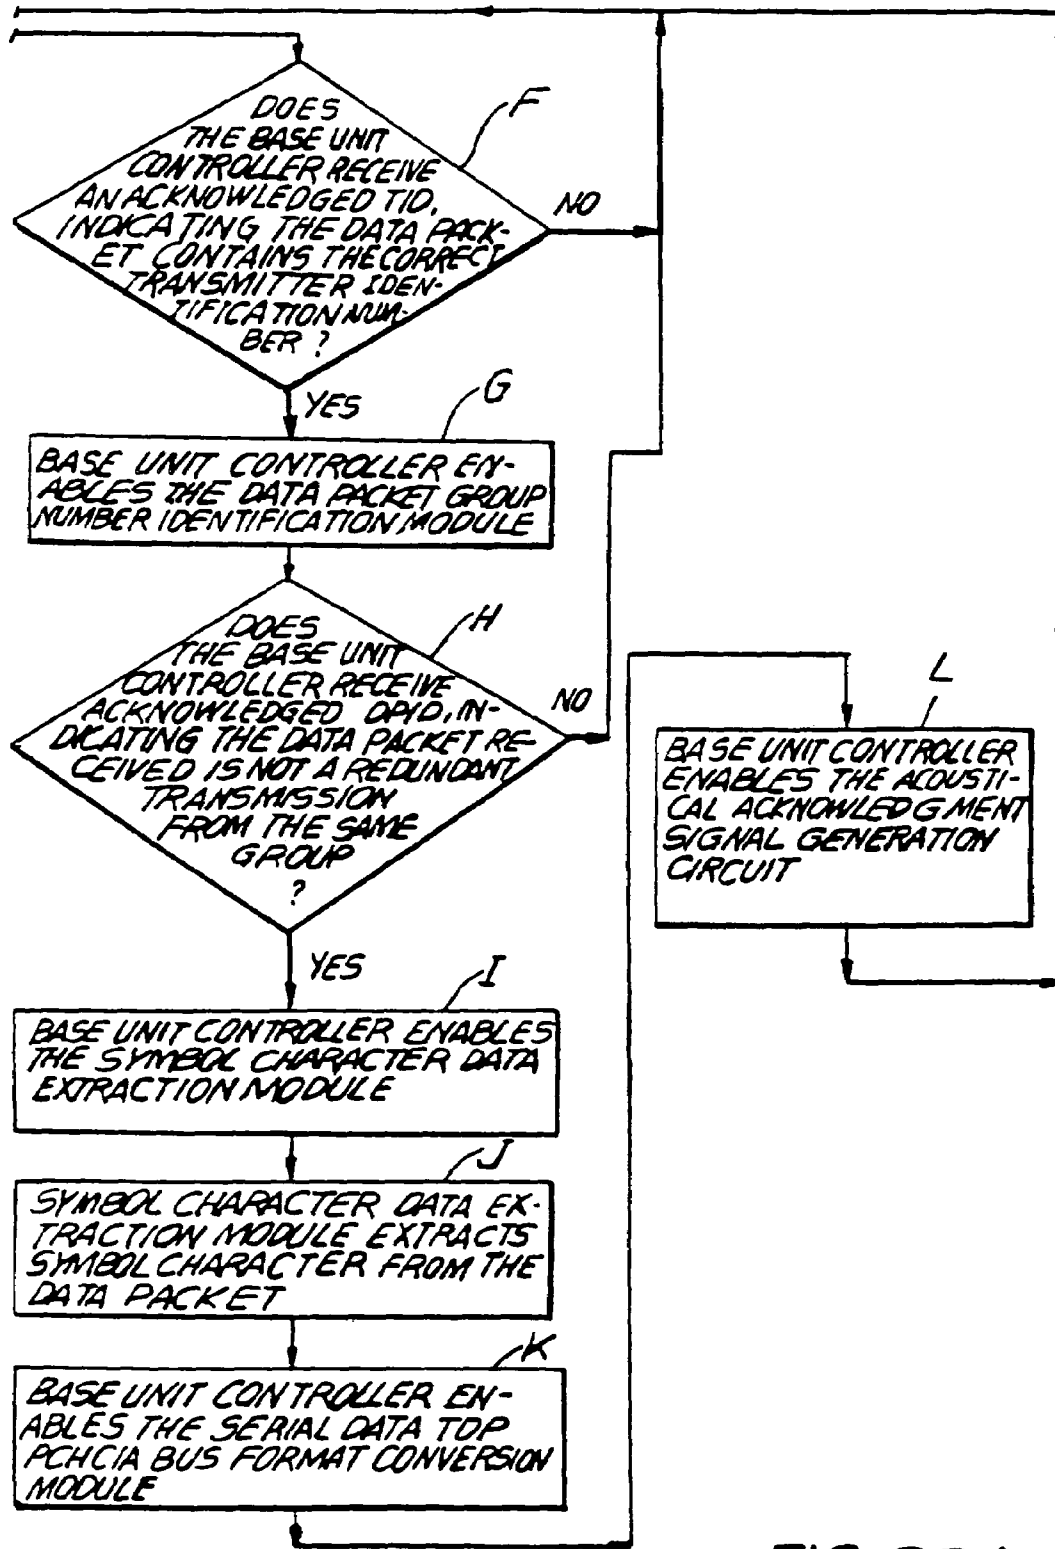 F
DOES
THE BASE UNIT
CONTROLLER RECEIVE
AN ACKNOWLEDGED TID,
INDICATING THE DATA PACK-
ET CONTAINS THE CORRECT
TRANSMITTER IDEN-
TIFICATION NUM-
BER ?
NO
YES
G
BASE UNIT CONTROLLER EN-
ABLES THE DATA PACKET GROUP
NUMBER IDENTIFICATION MODULE
H
DOES
THE BASE UNIT
CONTROLLER RECEIVE
ACKNOWLEDGED DPID, IN-
DICATING THE DATA PACKET RE-
CEIVED IS NOT A REDUNDANT
TRANSMISSION
FROM THE SAME
GROUP
?
NO
YES
I
BASE UNIT CONTROLLER ENABLES
THE SYMBOL CHARACTER DATA
EXTRACTION MODULE
J
SYMBOL CHARACTER DATA EX-
TRACTION MODULE EXTRACTS
SYMBOL CHARACTER FROM THE
DATA PACKET
K
BASE UNIT CONTROLLER EN-
ABLES THE SERIAL DATA TOP
PCHCIA BUS FORMAT CONVERSION
MODULE
L
BASE UNIT CONTROLLER
ENABLES THE ACOUSTI-
CAL ACKNOWLEDGMENT
SIGNAL GENERATION
CIRCUIT